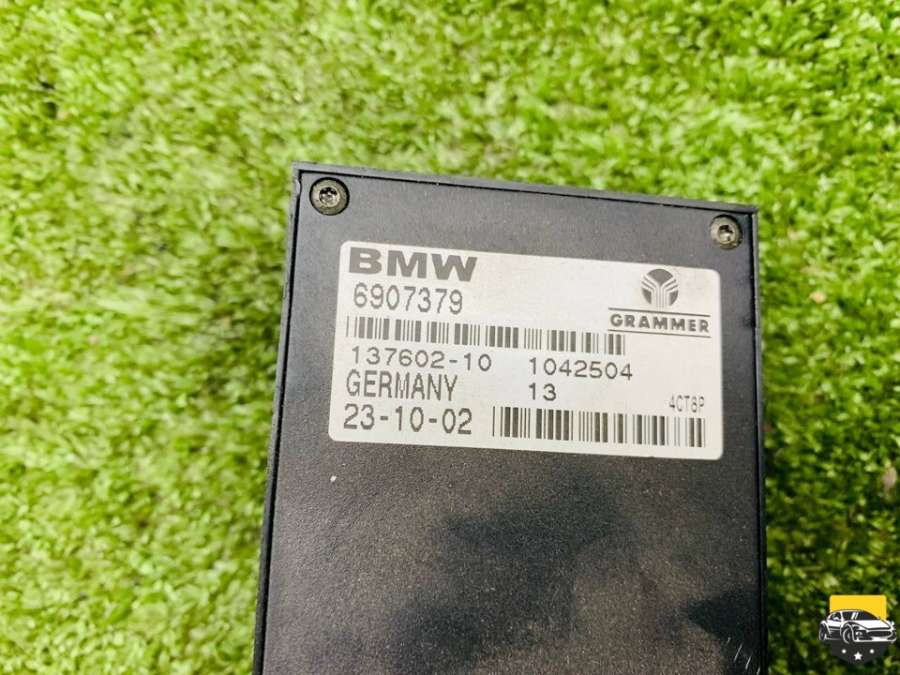 BMW
6907379
GRAMMER
137602-10 1042504
GERMANY 13
4CT8P
23-10-02